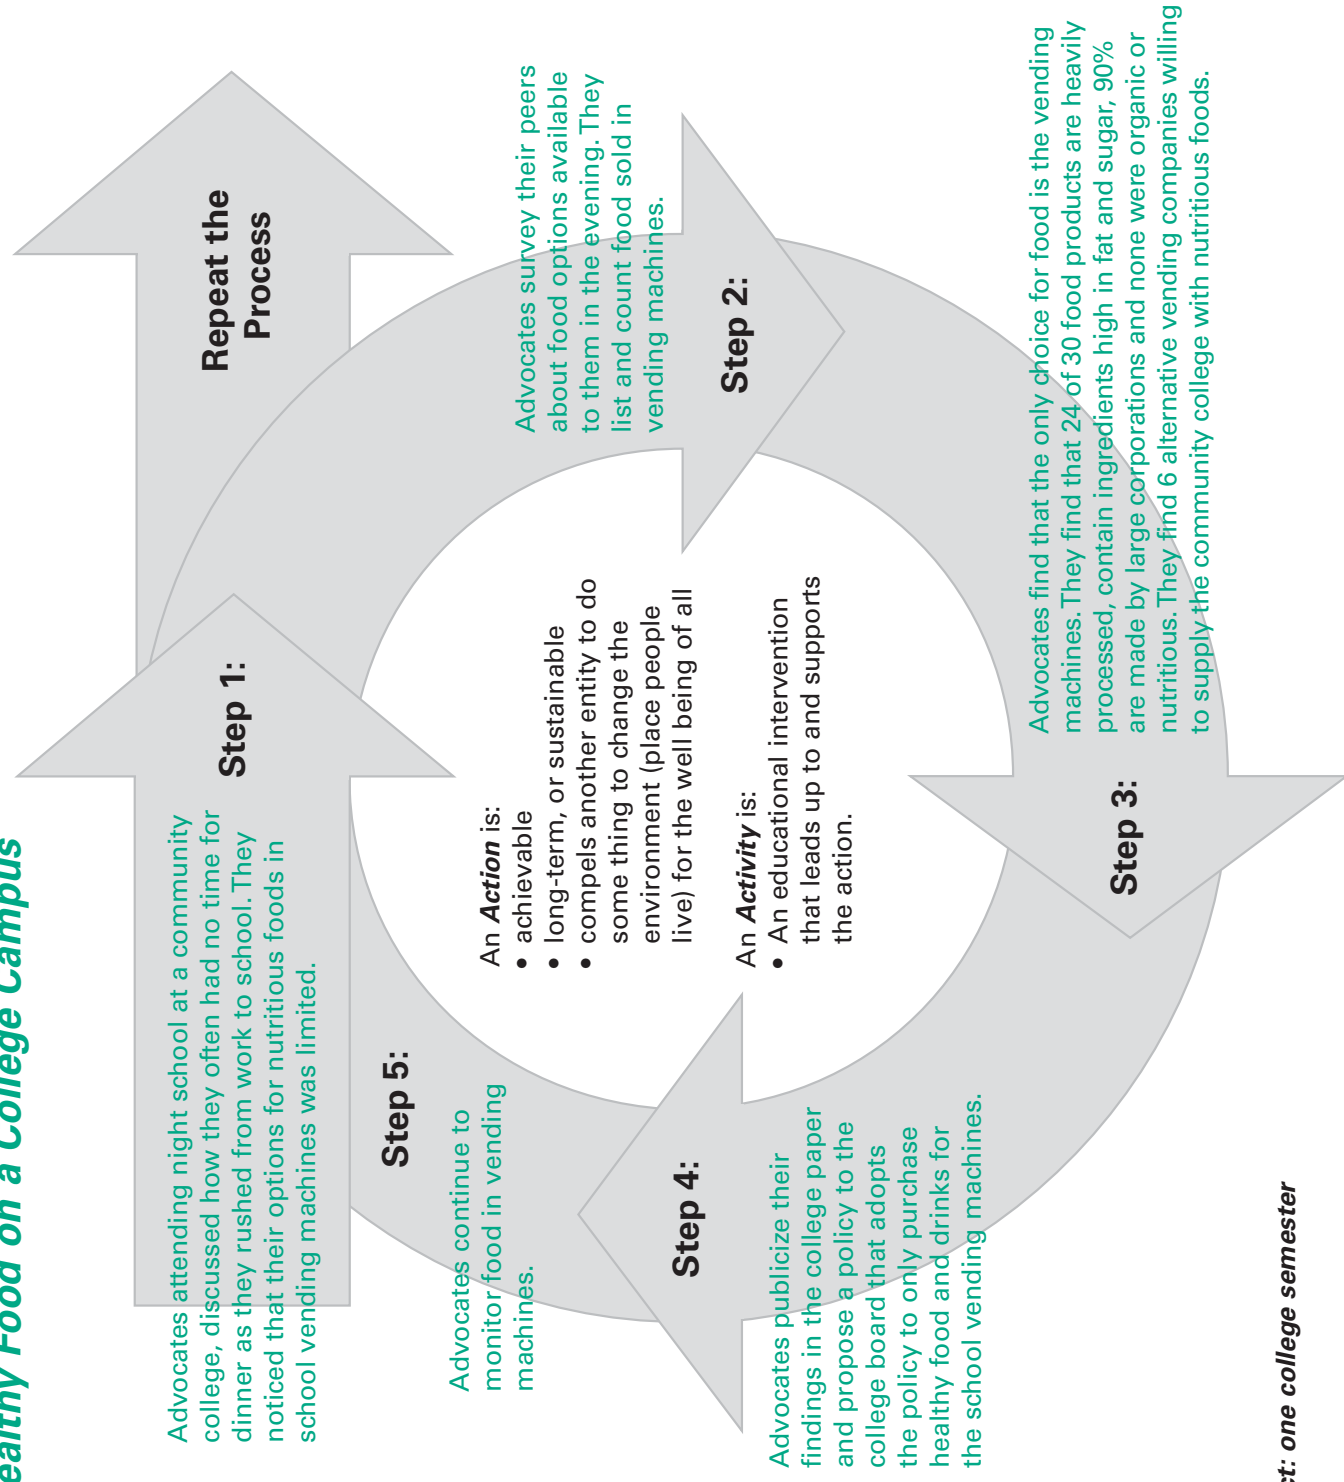 Food on a College Campus
Repeat the
Process
Step 1:
Advocates attending night school at a community
college, discussed how they often had no time for
dinner as they rushed from work to school. They
noticed that their options for nutritious foods in
school vending machines was limited.
Advocates survey their peers
about food options available
to them in the evening. They
list and count food sold in
vending machines.
Step 2:
Advocates find that the only choice for food is the vending
machines. They find that 24 of 30 food products are heavily
processed, contain ingredients high in fat and sugar, 90%
are made by large corporations and none were organic or
nutritious. They find 6 alternative vending companies willing
to supply the community college with nutritious foods.
Step 3:
Step 4:
Advocates publicize their
findings in the college paper
and propose a policy to the
college board that adopts
the policy to only purchase
healthy food and drinks for
the school vending machines.
Step 5:
Advocates continue to
monitor food in vending
machines.
An Action is:
• achievable
• long-term, or sustainable
• compels another entity to do
some thing to change the
environment (place people
live) for the well being of all
An Activity is:
• An educational intervention
that leads up to and supports
the action.
: one college semester